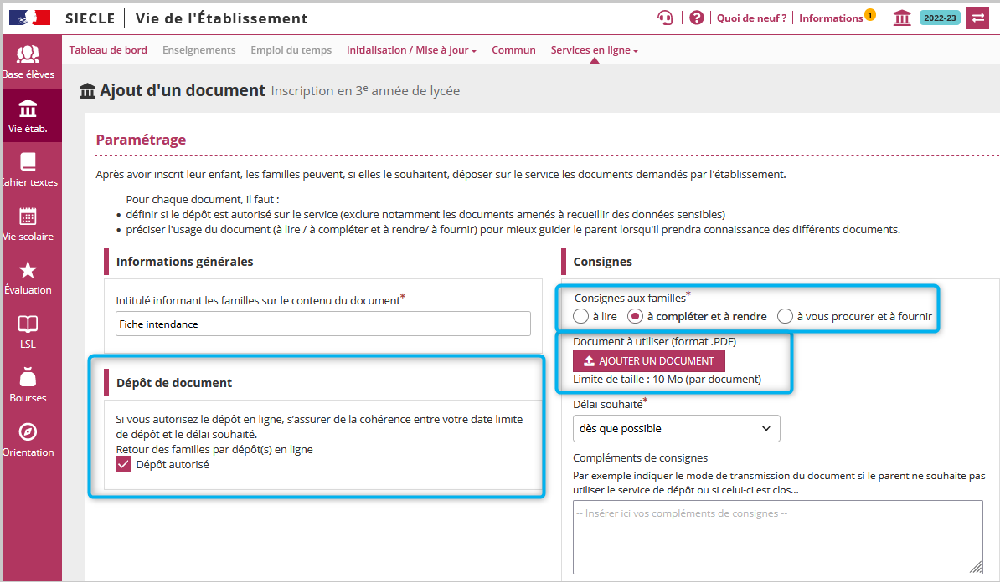 SIECLE
Vie de l'Établissement
Quoi de neuf ?
Informations
1
2022-23
Base élèves
Vie étab.
Cahier textes
Vie scolaire
Évaluation
LSL
Bourses
Orientation
Tableau de bord
Enseignements
Emploi du temps
Initialisation / Mise à jour
Commun
Services en ligne
Ajout d'un document Inscription en 3e année de lycée
Paramétrage
Après avoir inscrit leur enfant, les familles peuvent, si elles le souhaitent, déposer sur le service les documents demandés par l'établissement.
Pour chaque document, il faut :
• définir si le dépôt est autorisé sur le service (exclure notamment les documents amenés à recueillir des données sensibles)
• préciser l'usage du document (à lire / à compléter et à rendre/ à fournir) pour mieux guider le parent lorsqu'il prendra connaissance des différents documents.
Informations générales
Intitulé informant les familles sur le contenu du document*
Fiche intendance
Dépôt de document
Si vous autorisez le dépôt en ligne, s'assurer de la cohérence entre votre date limite
de dépôt et le délai souhaité.
Retour des familles par dépôt(s) en ligne
Dépôt autorisé
Consignes
Consignes aux familles*
à lire
à compléter et à rendre
à vous procurer et à fournir
Document à utiliser (format .PDF)
AJOUTER UN DOCUMENT
Limite de taille : 10 Mo (par document)
Délai souhaité*
dès que possible
Compléments de consignes
Par exemple indiquer le mode de transmission du document si le parent ne souhaite pas
utiliser le service de dépôt ou si celui-ci est clos...
-- Insérer ici vos compléments de consignes --